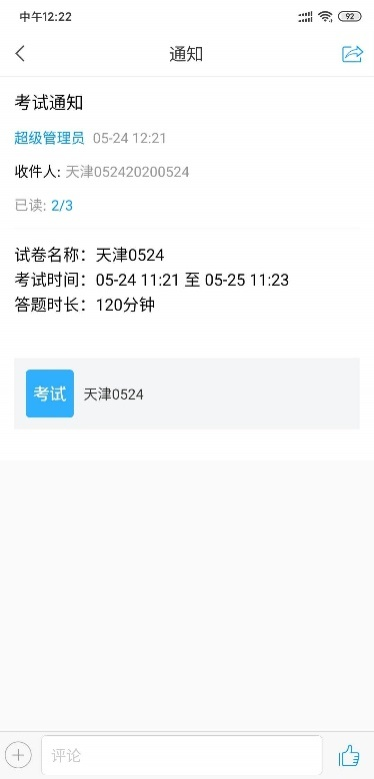 中午12:22
92
通知
考试通知
超级管理员 05-24 12:21
收件人: 天津052420200524
已读: 2/3
试卷名称：天津0524
考试时间：05-24 11:21 至 05-25 11:23
答题时长：120分钟
考试 天津0524
评论